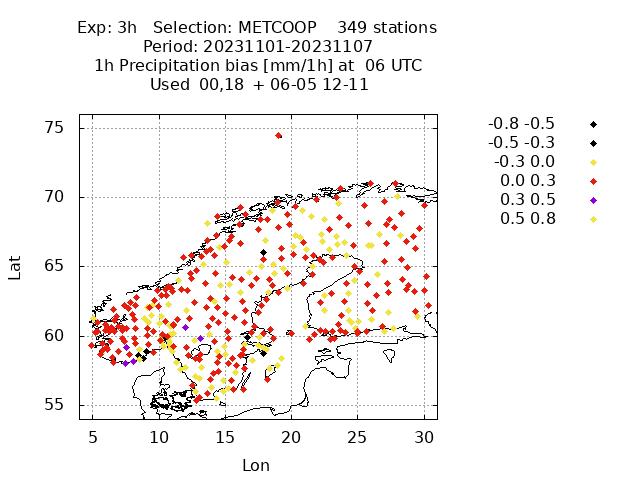 Exp: 3h   Selection: METCOOP    349 stations
Period: 20231101-20231107
1h Precipitation bias [mm/1h] at  06 UTC
Used 00,18  + 06-05 12-11
-0.8 -0.5
-0.5 -0.3
-0.3 0.0
0.0 0.3
0.3 0.5
0.5 0.8
75
70
65
60
55
Lat
5 10 15 20 25 30
Lon